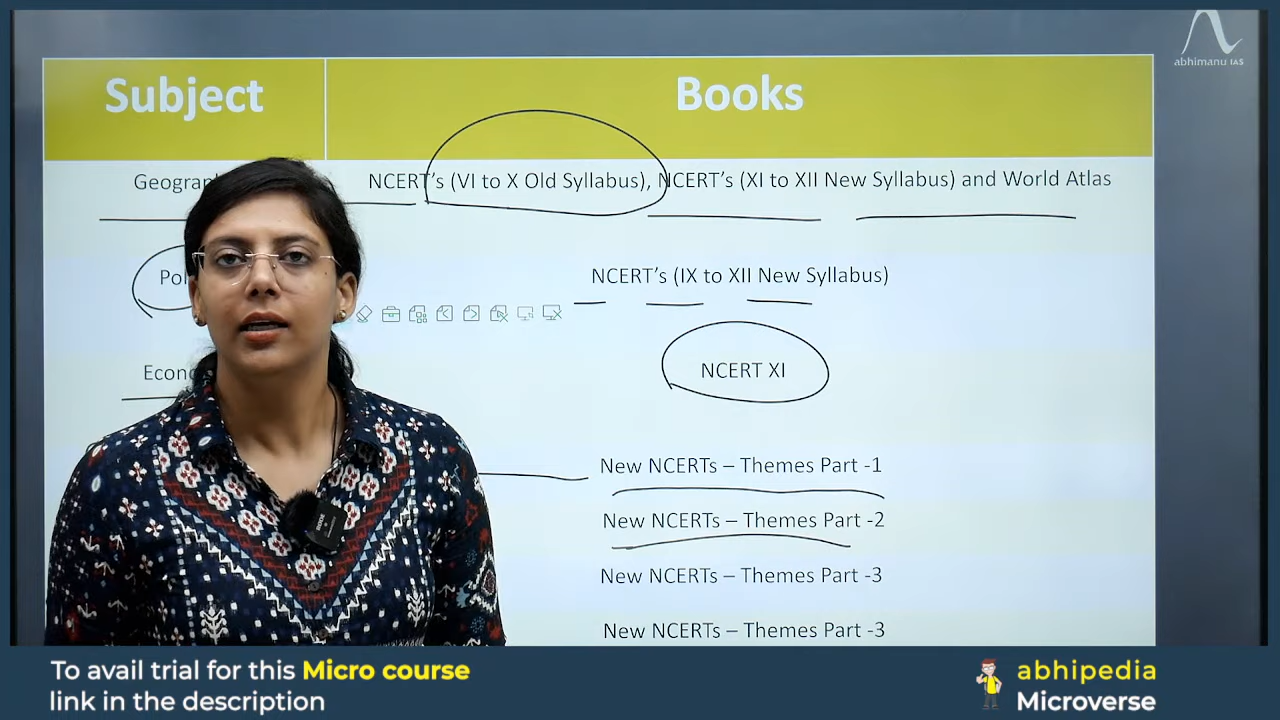 abhimanu IAS
Subject Books
NCERT's (VI to X Old Syllabus), NCERT's (XI to XII New Syllabus) and World Atlas
NCERT's (IX to XII New Syllabus)
NCERT XI
New NCERTs – Themes Part -1
New NCERTs – Themes Part -2
New NCERTs – Themes Part -3
New NCERTs – Themes Part -3
To avail trial for this Micro course
link in the description
abhipedia
Microverse